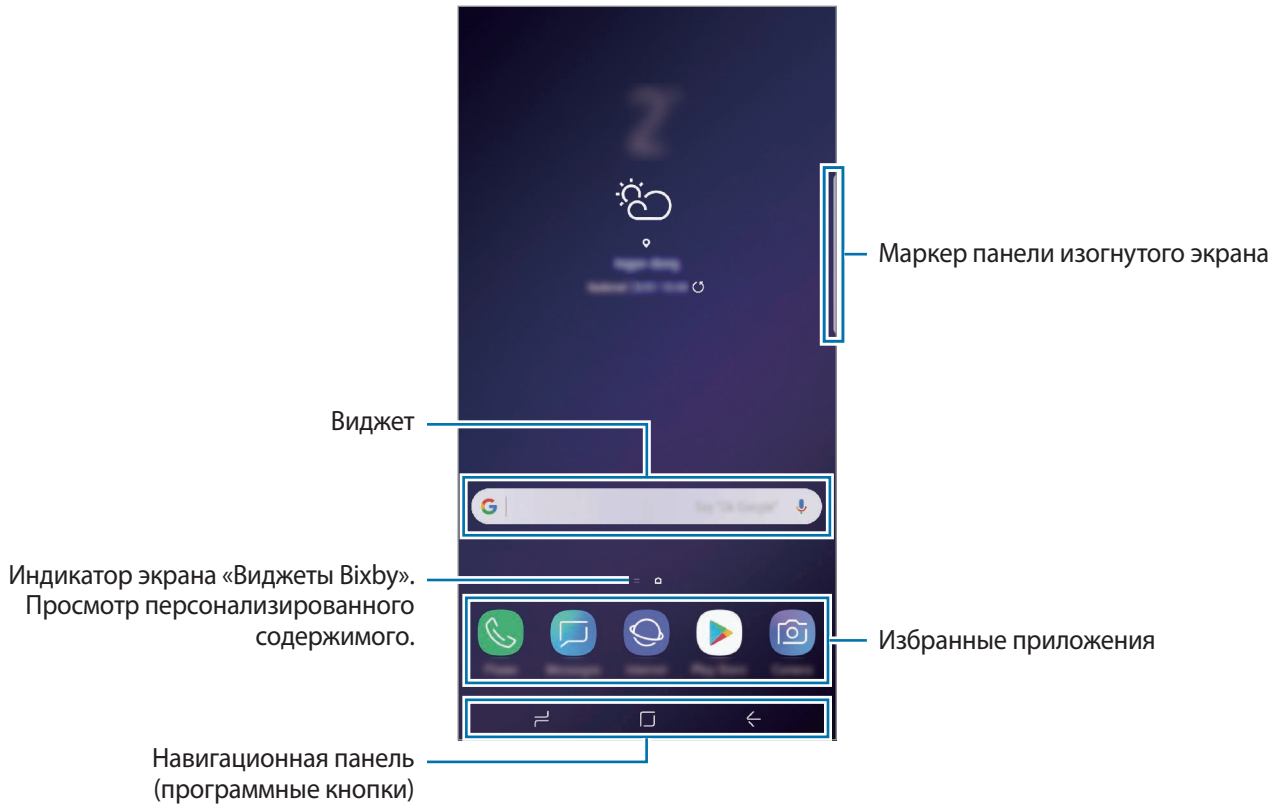 Маркер панели изогнутого экрана
Виджет
Индикатор экрана «Виджеты Bixby».
Просмотр персонализированного
содержимого.
Избранные приложения
Навигационная панель
(программные кнопки)